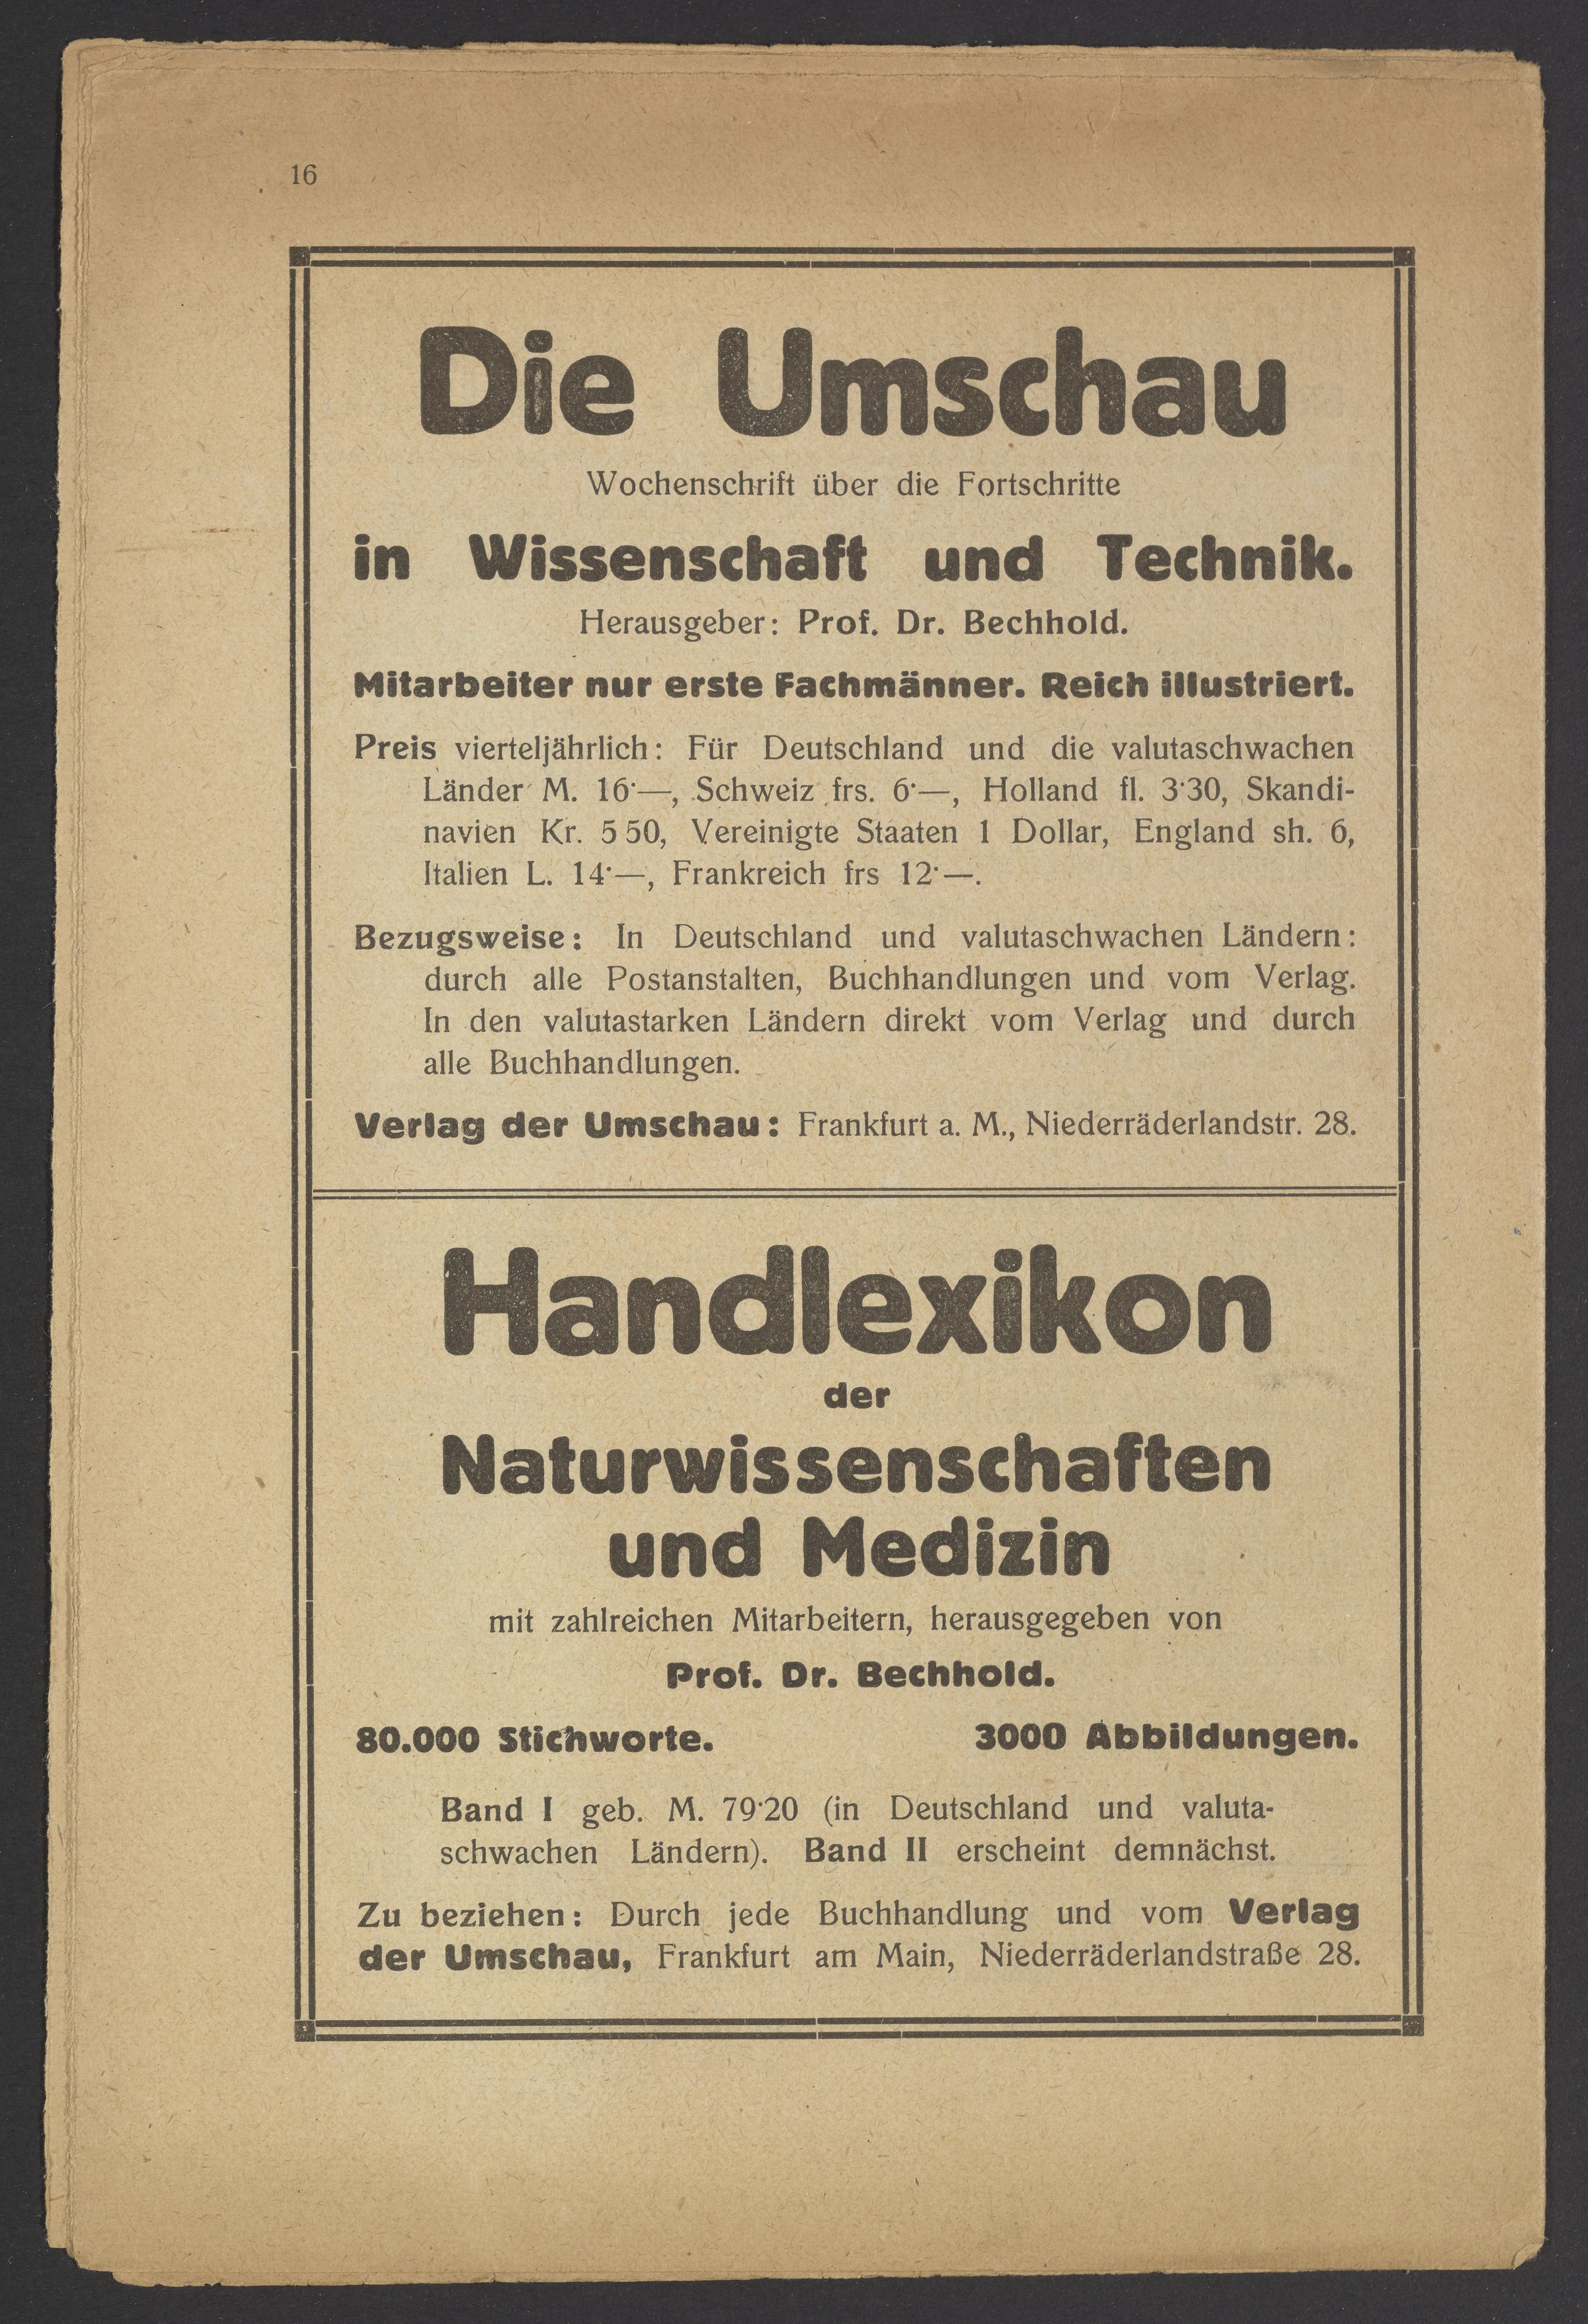 16
Die Umschau
Wochenschrift über die Fortschritte
in Wissenschaft und Technik.
Herausgeber: Prof. Dr. Bechhold.
Mitarbeiter nur erste Fachmänner. Reich illustriert.
Preis vierteljährlich: Für Deutschland und die valutaschwachen
Länder M. 16·—, Schweiz frs. 6·—, Holland fl. 3·30, Skandi-
navien Kr. 5 50, Vereinigte Staaten 1 Dollar, England sh. 6,
Italien L. 14·—, Frankreich frs 12·—.
Bezugsweise: In Deutschland und valutaschwachen Ländern:
durch alle Postanstalten, Buchhandlungen und vom Verlag.
In den valutastarken Ländern direkt vom Verlag und durch
alle Buchhandlungen.
Verlag der Umschau: Frankfurt a. M., Niederräderlandstr. 28.
Handlexikon
der
Naturwissenschaften
und Medizin
mit zahlreichen Mitarbeitern, herausgegeben von
Prof. Dr. Bechhold.
80.000 Stichworte. 3000 Abbildungen.
Band I geb. M. 79·20 (in Deutschland und valuta-
schwachen Ländern). Band II erscheint demnächst.
Zu beziehen: Durch jede Buchhandlung und vom Verlag
der Umschau, Frankfurt am Main, Niederräderlandstraße 28.